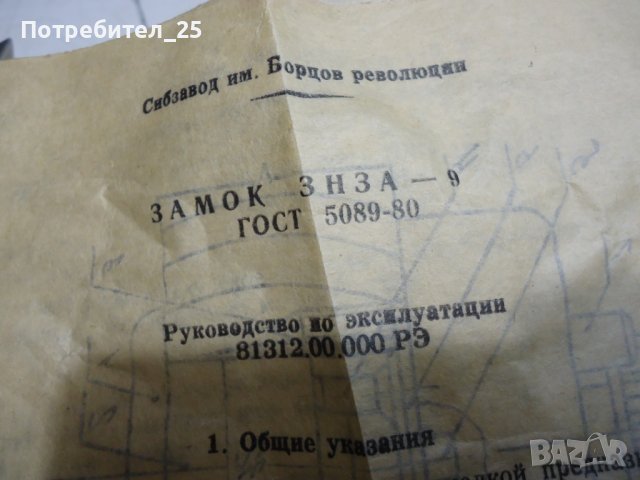 Потребител_25
Сибзавод им. Борцов революции
ЗАМОК ЗНЗА — 9
ГОСТ 5089-80
Руководство по эксплуатации
81312.00.000 РЭ
1. Общие указания
BAZAR